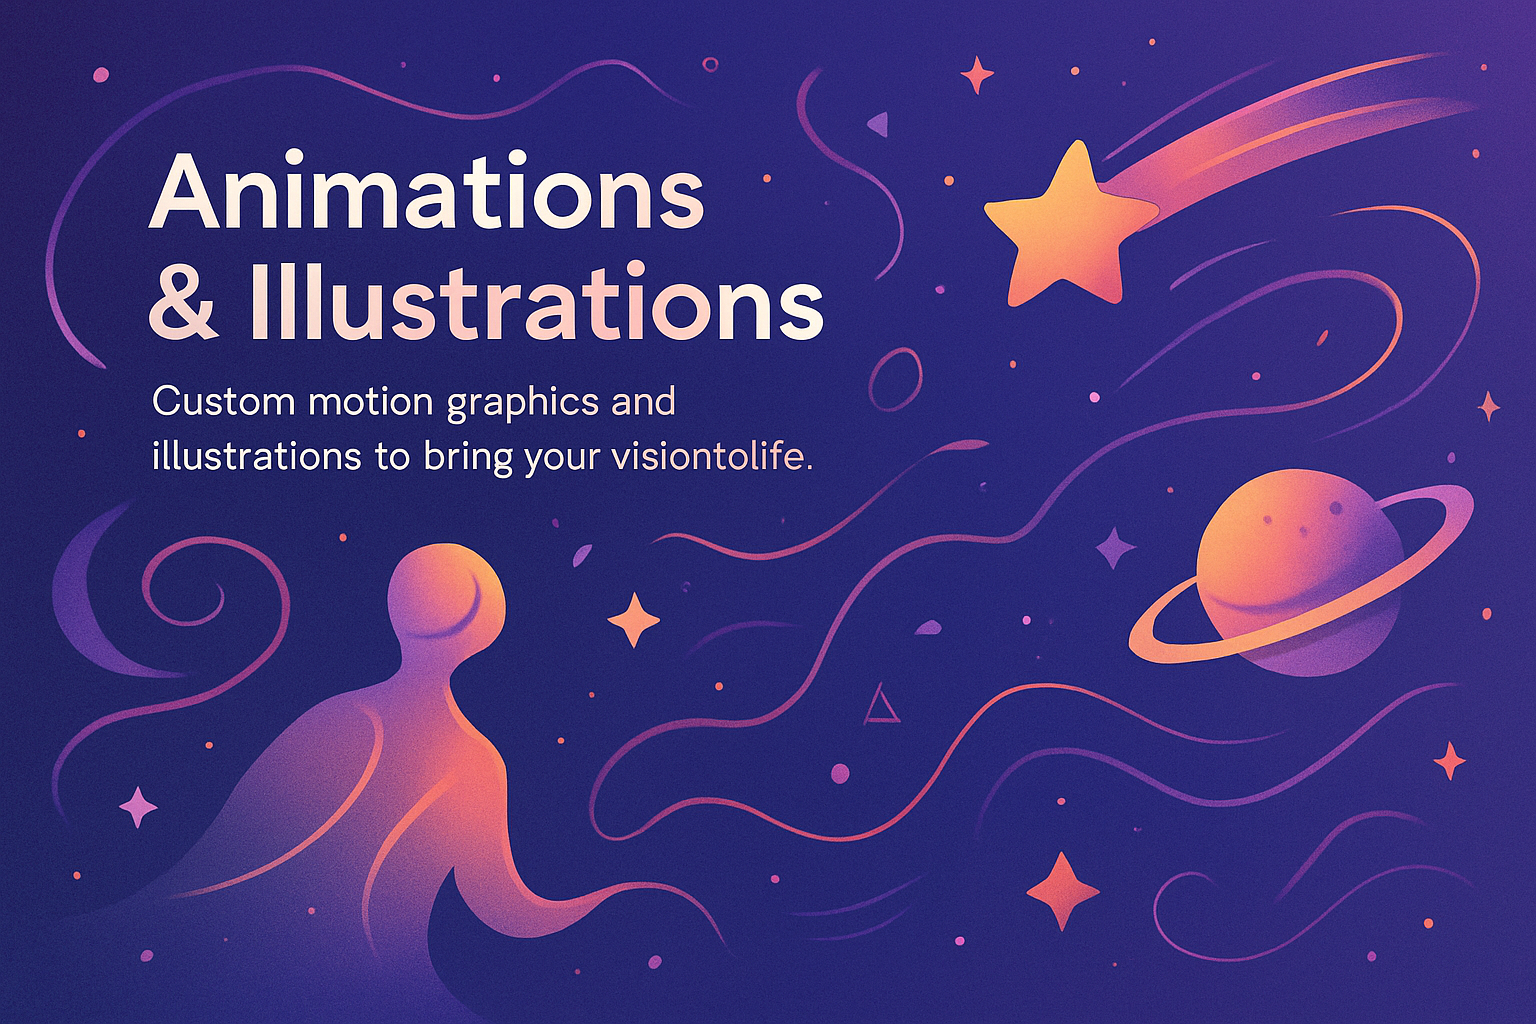 Animations
& Illustrations
Custom motion graphics and
illustrations to bring your visiontolife.